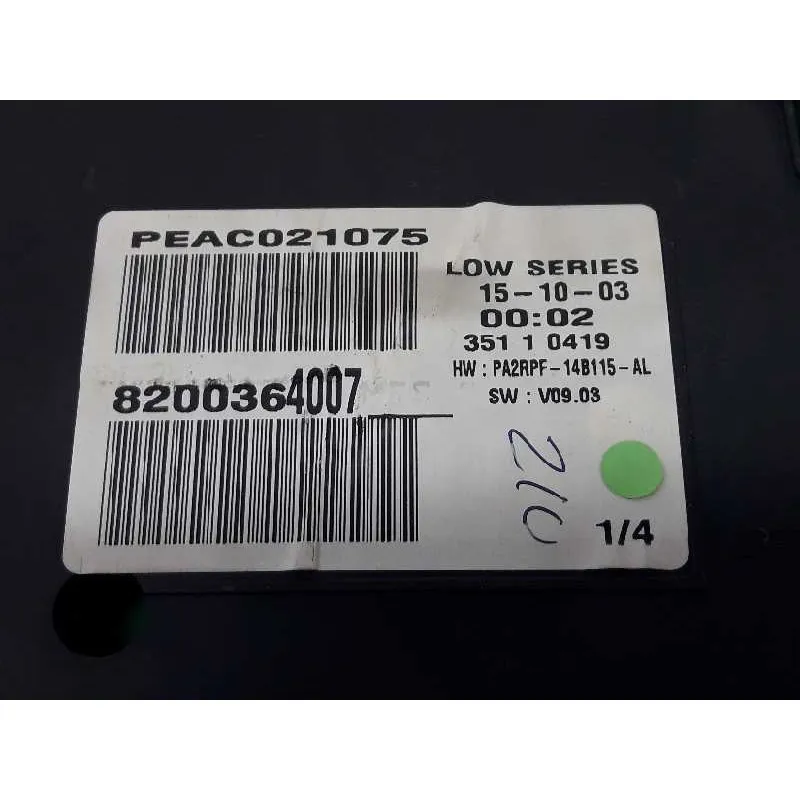 PEAC021075
LOW SERIES
15-10-03
00:02
351 1 0419
HW : PA2RPF-14B115-AL
8200364007
SW : V09.03
210
1/4